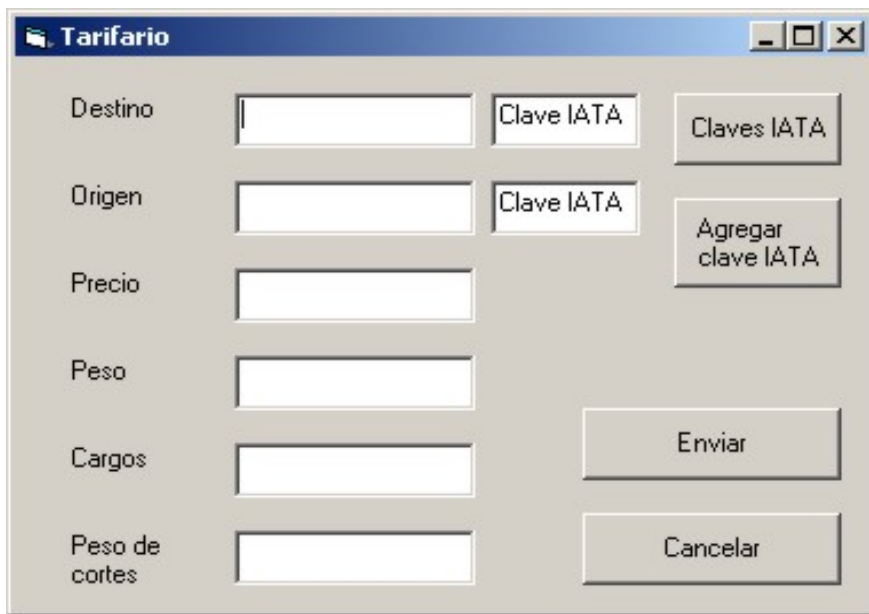 Tarifario
Destino
Clave IATA
Claves IATA
Origen
Clave IATA
Agregar
clave IATA
Precio
Peso
Cargos
Enviar
Peso de
cortes
Cancelar